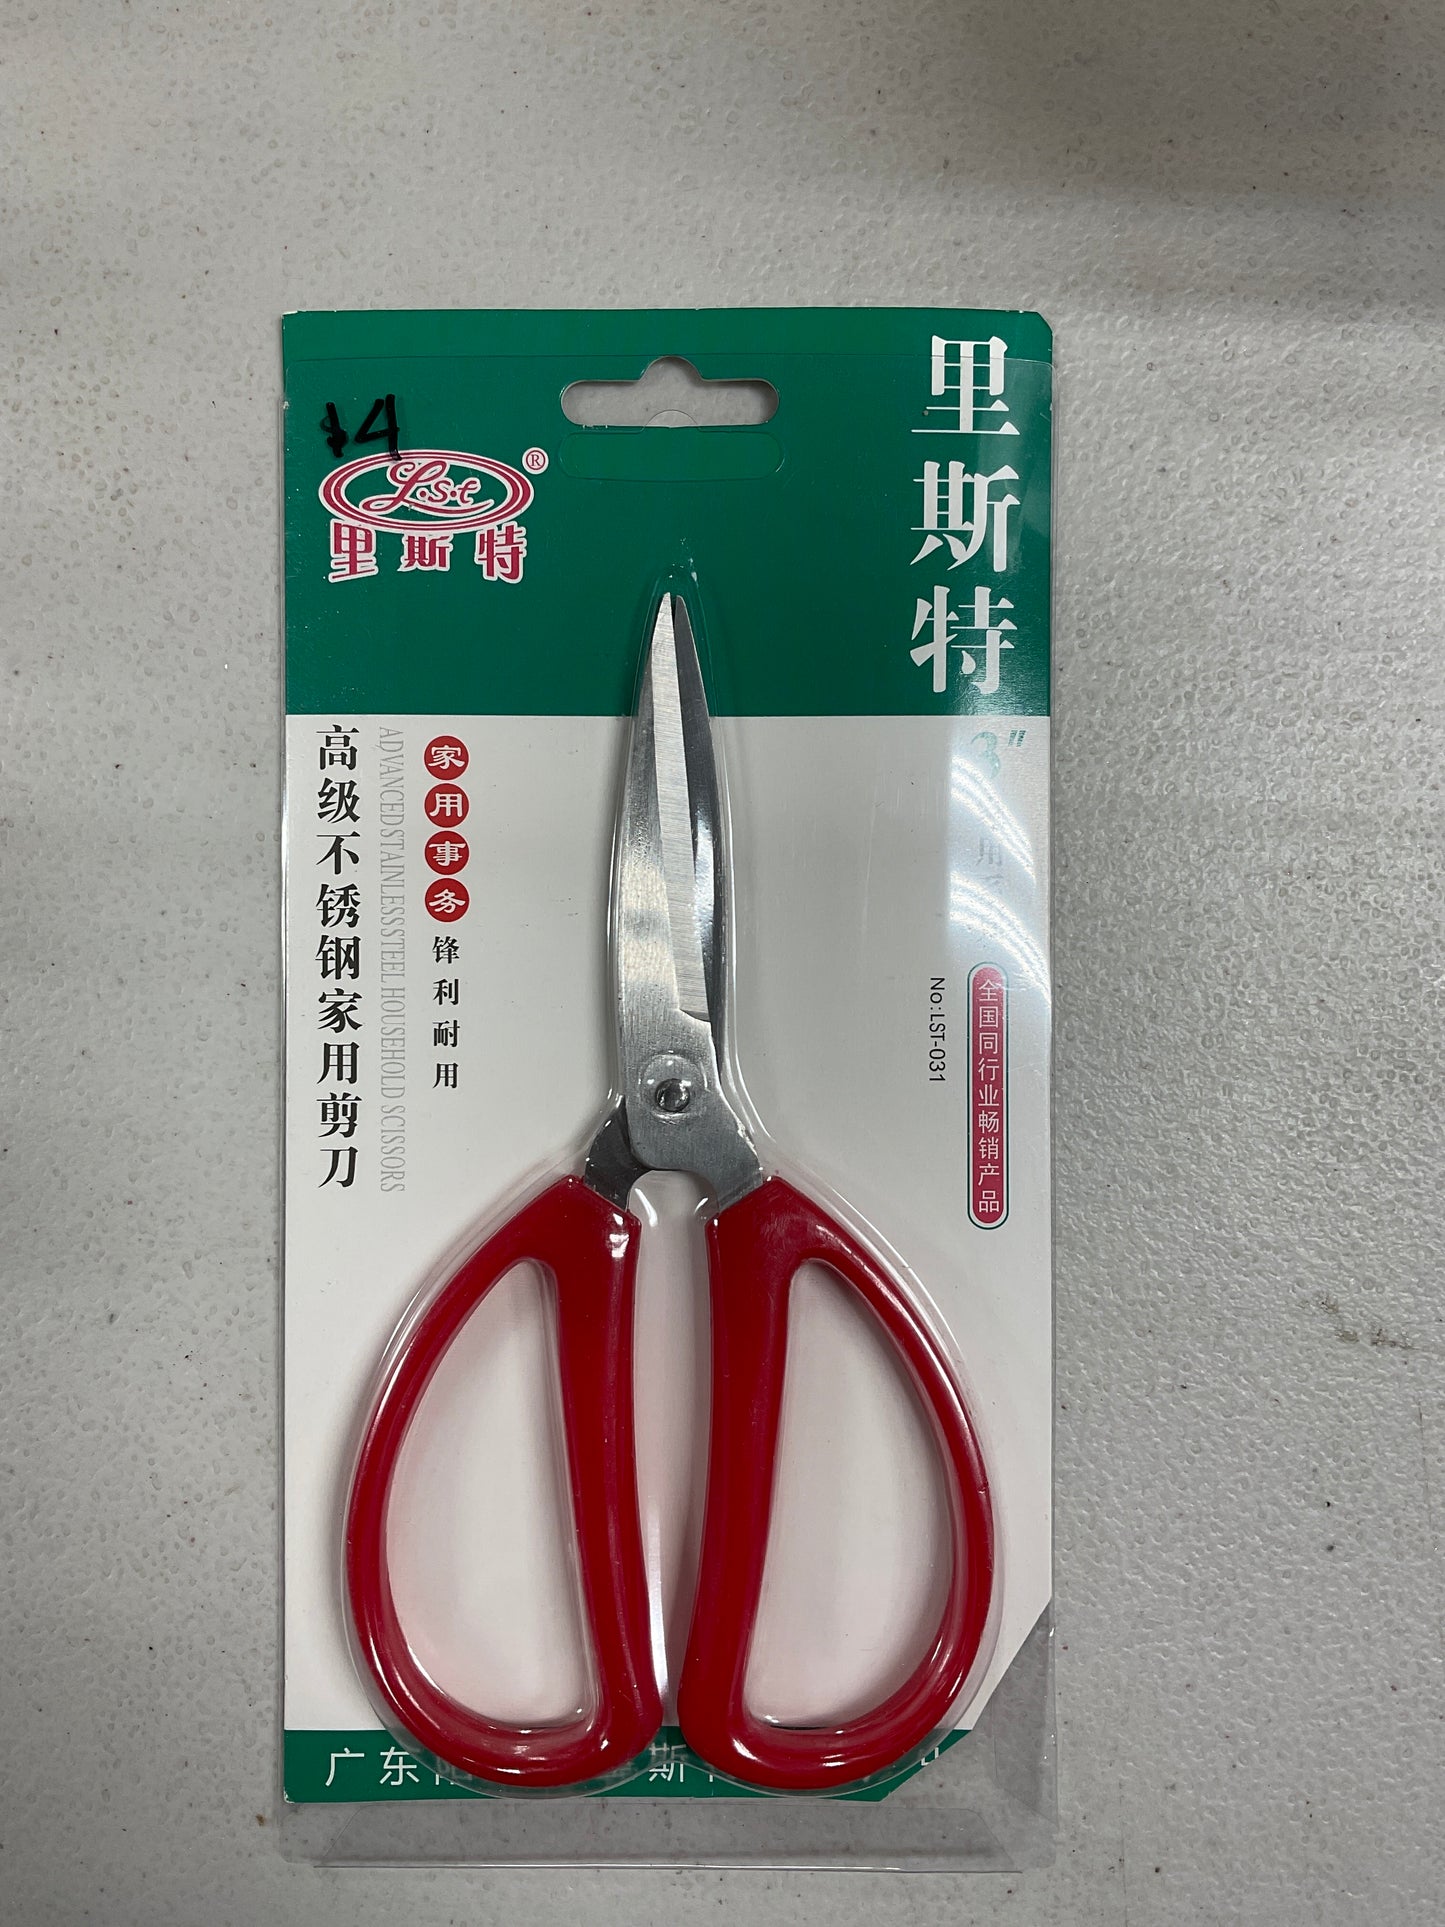 $4
L.s.t ®
里斯特
里斯特
3"
高级不锈钢家用剪刀
ADVANCED STAINLESS STEEL HOUSEHOLD SCISSORS
家用事务
锋利耐用
No:LST-031
全国同行业畅销产品
广东
斯